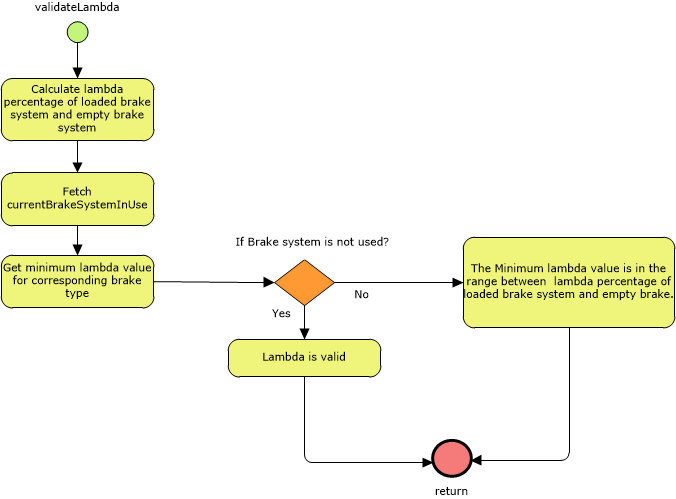 validateLambda
Calculate lambda
percentage of loaded brake
system and empty brake
system
Fetch
currentBrakeSystemInUse
Get minimum lambda value
for corresponding brake
type
If Brake system is not used?
Yes
No
Lambda is valid
The Minimum lambda value is in the
range between  lambda percentage of
loaded brake system and empty brake.
return